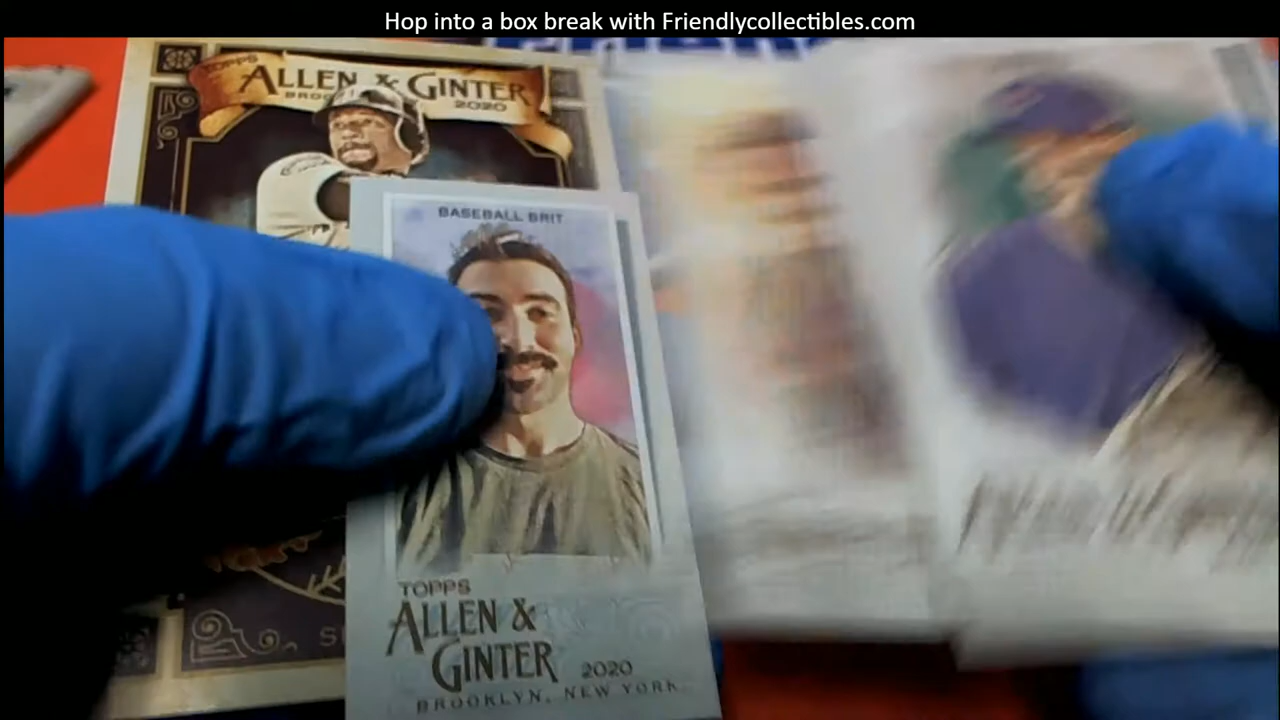 Hop into a box break with Friendlycollectibles.com
TOPPS
ALLEN & GINTER
2020
BASEBALL BRIT
TOPPS
ALLEN &
GINTER
2020
BROOKLYN, NEW YORK